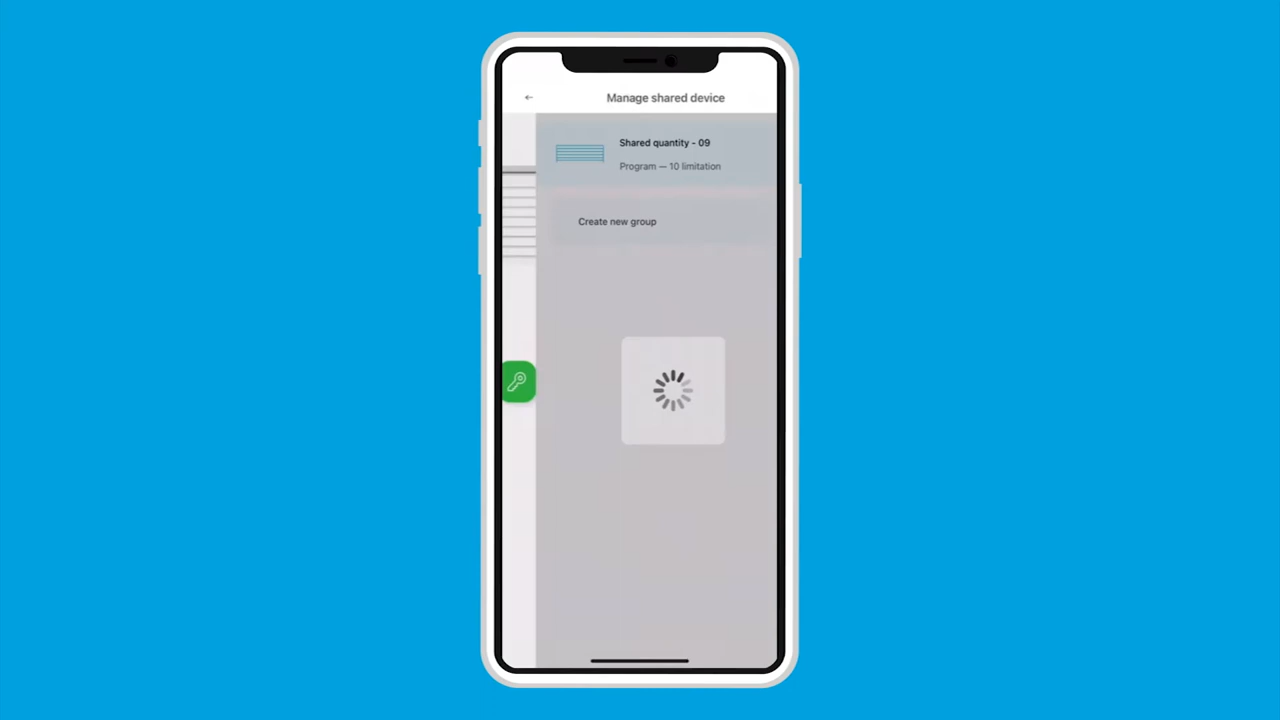 Manage shared device
Shared quantity - 09
Program — 10 limitation
Create new group